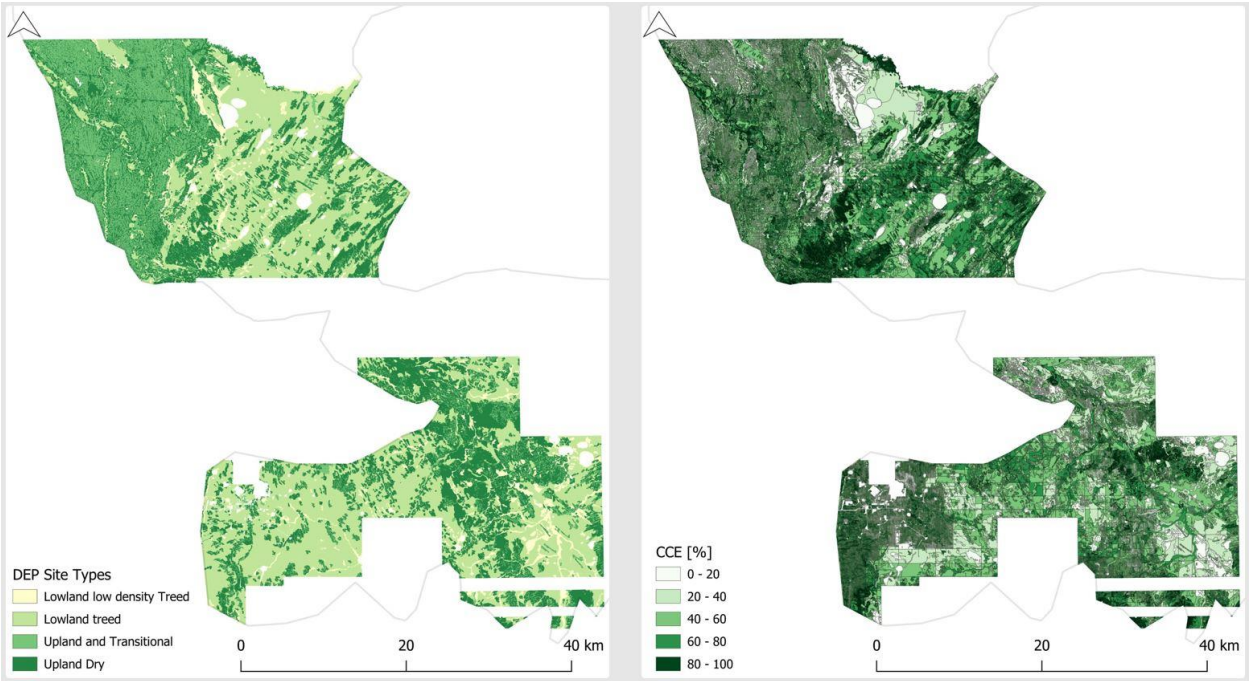 DEP Site Types
Lowland low density Treed
Lowland treed
Upland and Transitional
Upland Dry
0 20 40 km
CCE [%]
0 - 20
20 - 40
40 - 60
60 - 80
80 - 100
0 20 40 km